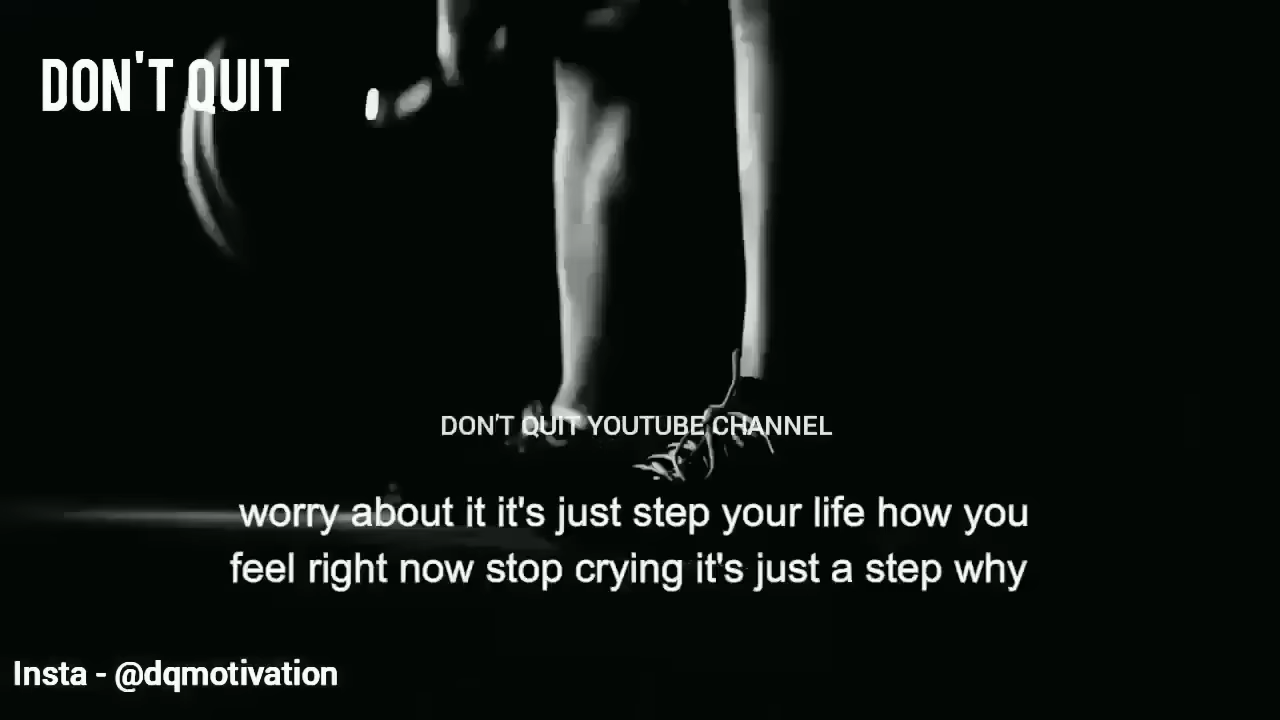 DON'T QUIT
DON'T QUIT YOUTUBE CHANNEL
worry about it it's just step your life how you
feel right now stop crying it's just a step why
Insta - @dqmotivation